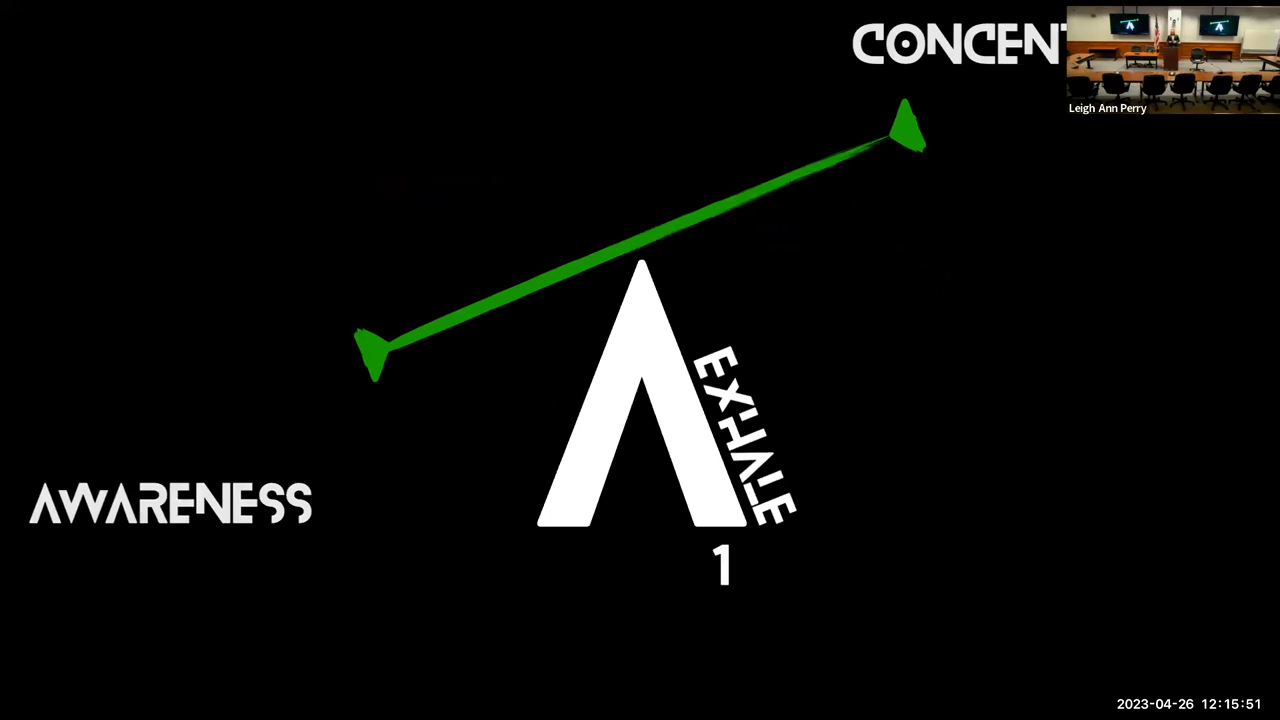 CONCENT
Leigh Ann Perry
EXHALE
AWARENESS
1
2023-04-26 12:15:51